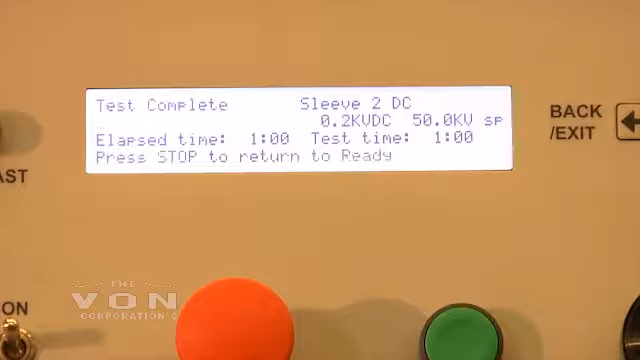 Test Complete Sleeve 2 DC
0.2KVDC 50.0KV sp
Elapsed time: 1:00 Test time: 1:00
Press STOP to return to Ready
BACK
/EXIT
AST
ON
THE
VON
CORPORATION